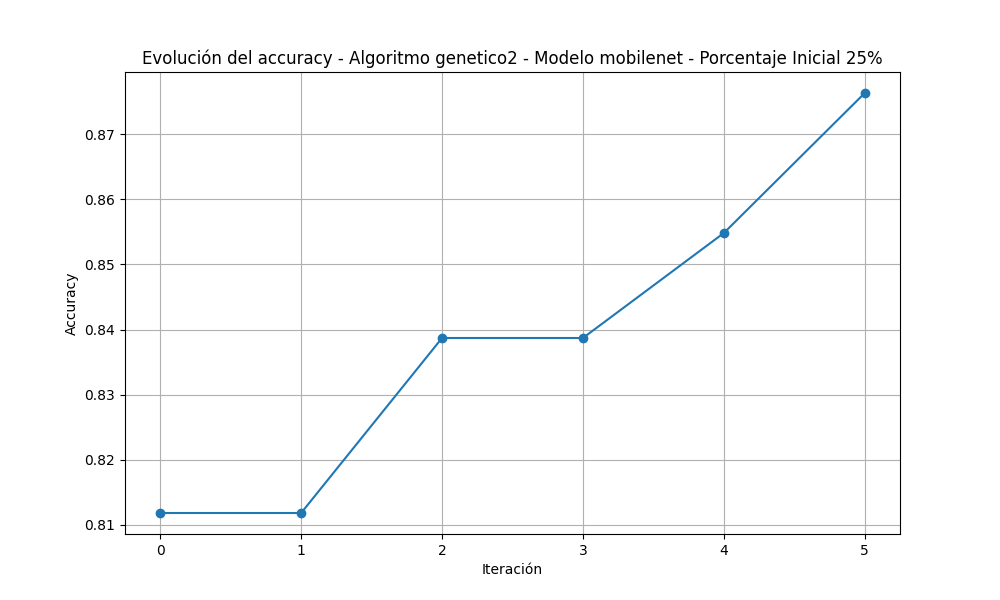 Evolución del accuracy - Algoritmo genetico2 - Modelo mobilenet - Porcentaje Inicial 25%
0.87
0.86
0.85
0.84
0.83
0.82
0.81
Accuracy
0 1 2 3 4 5
Iteración